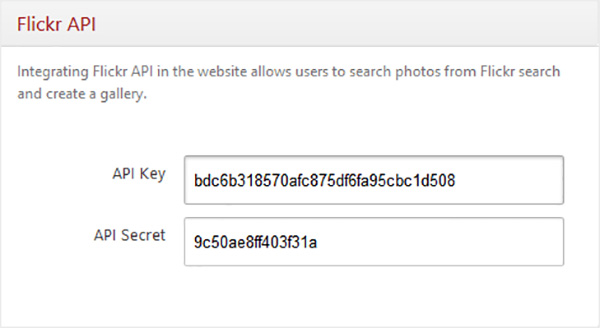 Flickr API
Integrating Flickr API in the website allows users to search photos from Flickr search
and create a gallery.
API Key bdc6b318570afc875df6fa95cbc1d508
API Secret 9c50ae8ff403f31a